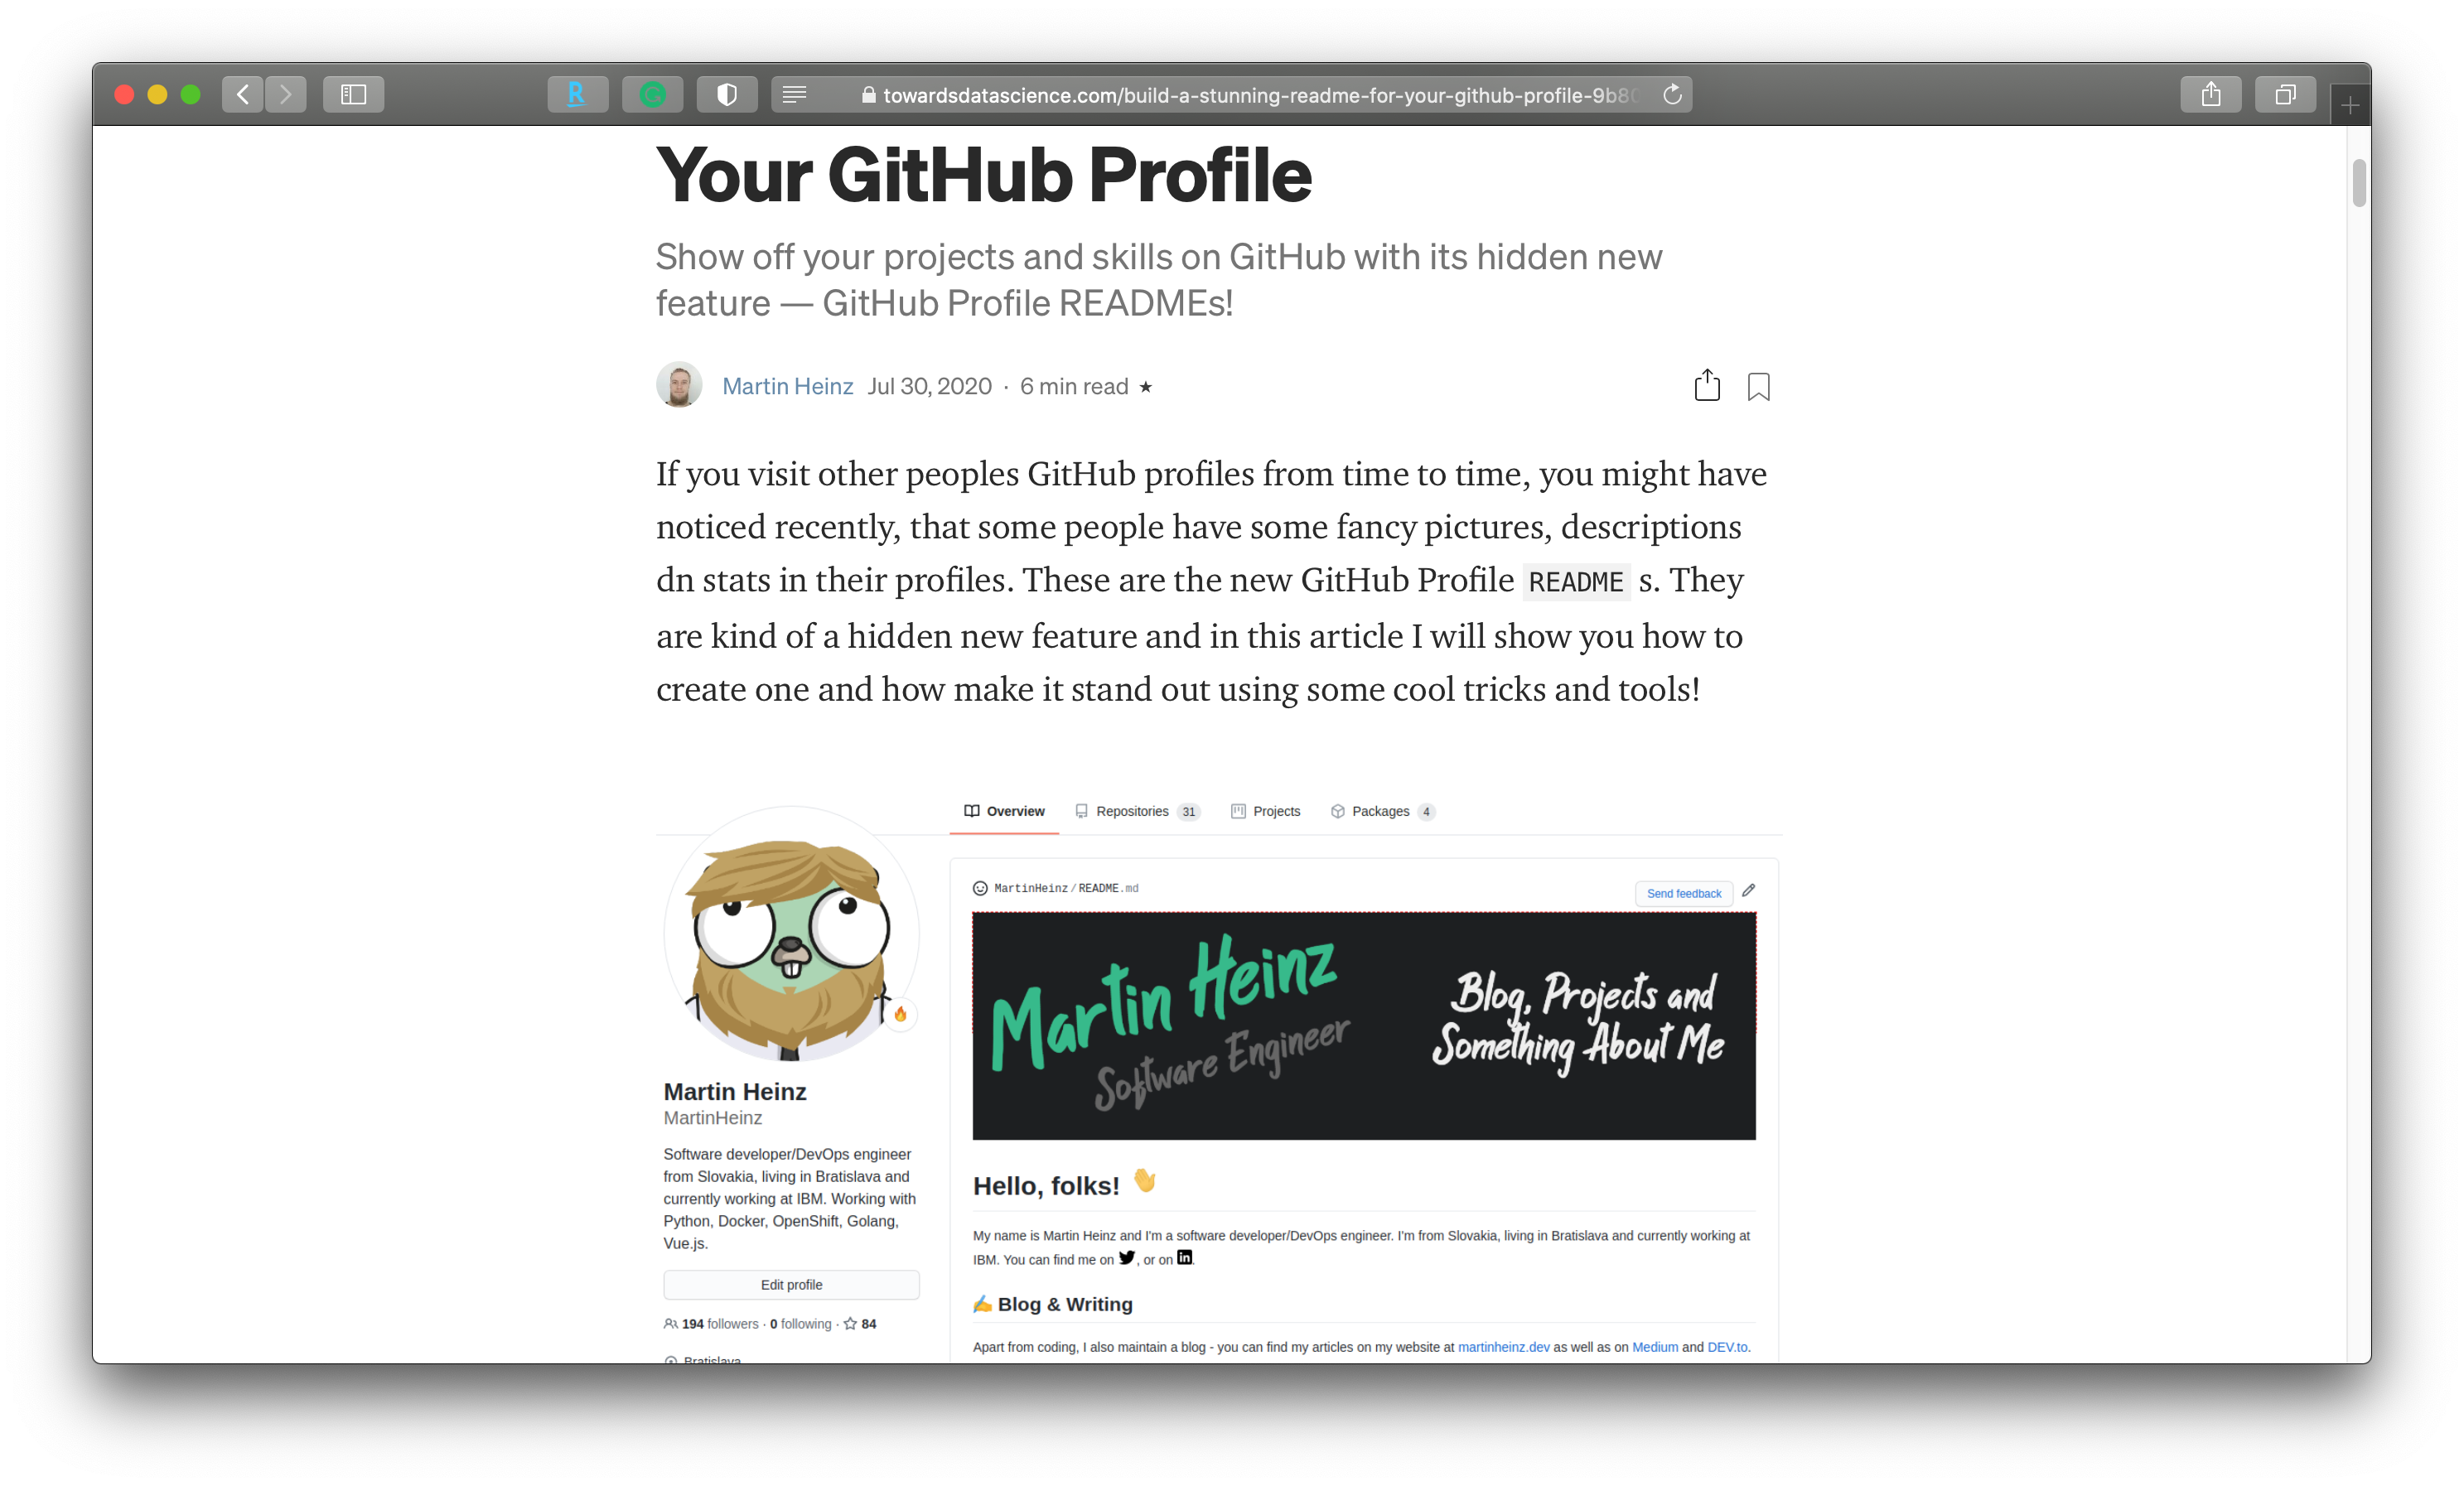 towardsdatascience.com/build-a-stunning-readme-for-your-github-profile-9b80
Your GitHub Profile
Show off your projects and skills on GitHub with its hidden new
feature — GitHub Profile READMEs!
Martin Heinz Jul 30, 2020 · 6 min read ★
If you visit other peoples GitHub profiles from time to time, you might have
noticed recently, that some people have some fancy pictures, descriptions
dn stats in their profiles. These are the new GitHub Profile README s. They
are kind of a hidden new feature and in this article I will show you how to
create one and how make it stand out using some cool tricks and tools!
Overview Repositories 31 Projects Packages 4
MartinHeinz/README.md
Send feedback
Martin Heinz
Software Engineer
Blog, Projects and
Something About Me
Martin Heinz
MartinHeinz
Software developer/DevOps engineer
from Slovakia, living in Bratislava and
currently working at IBM. Working with
Python, Docker, OpenShift, Golang,
Vue.js.
Edit profile
194 followers · 0 following · 84
Bratislava
Hello, folks! 👋
My name is Martin Heinz and I'm a software developer/DevOps engineer. I'm from Slovakia, living in Bratislava and currently working at
IBM. You can find me on , or on in.
✍ Blog & Writing
Apart from coding, I also maintain a blog - you can find my articles on my website at martinheinz.dev as well as on Medium and DEV.to.